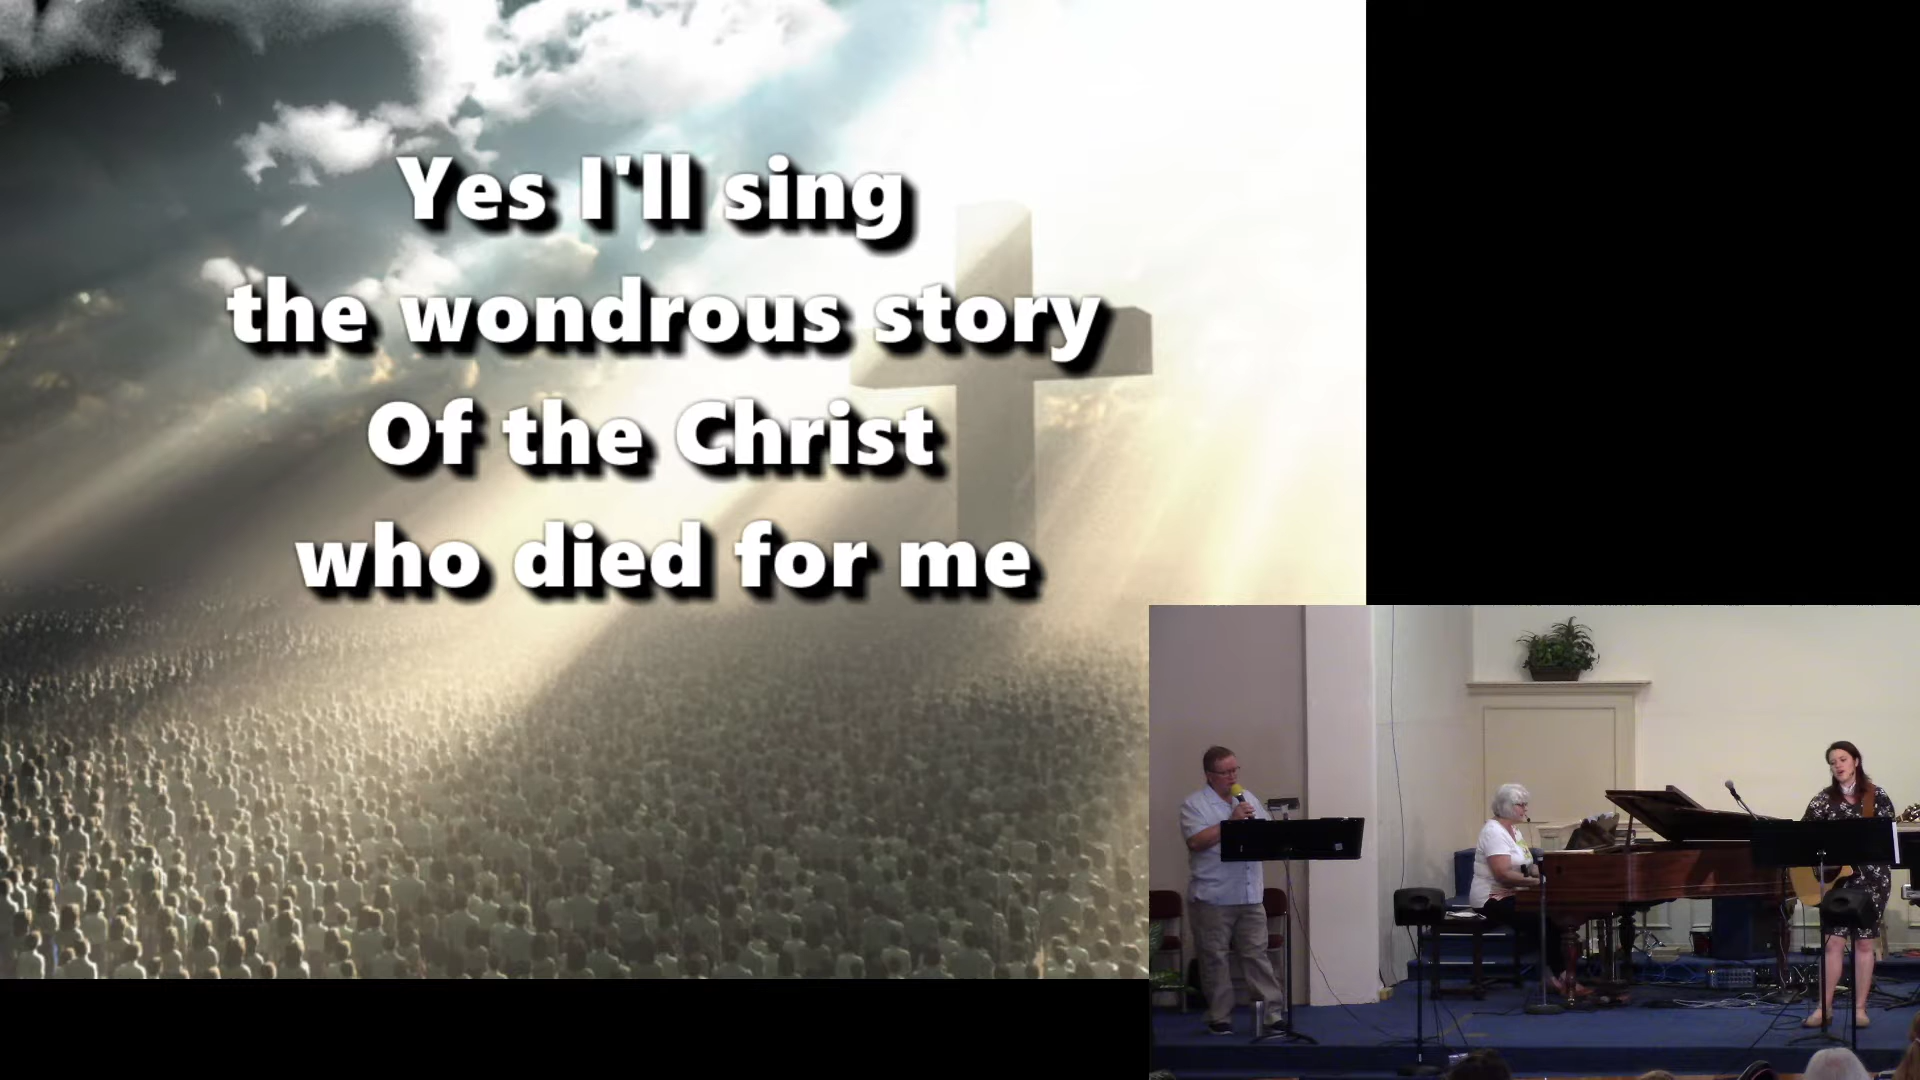 Yes I'll sing
the wondrous story
Of the Christ
who died for me